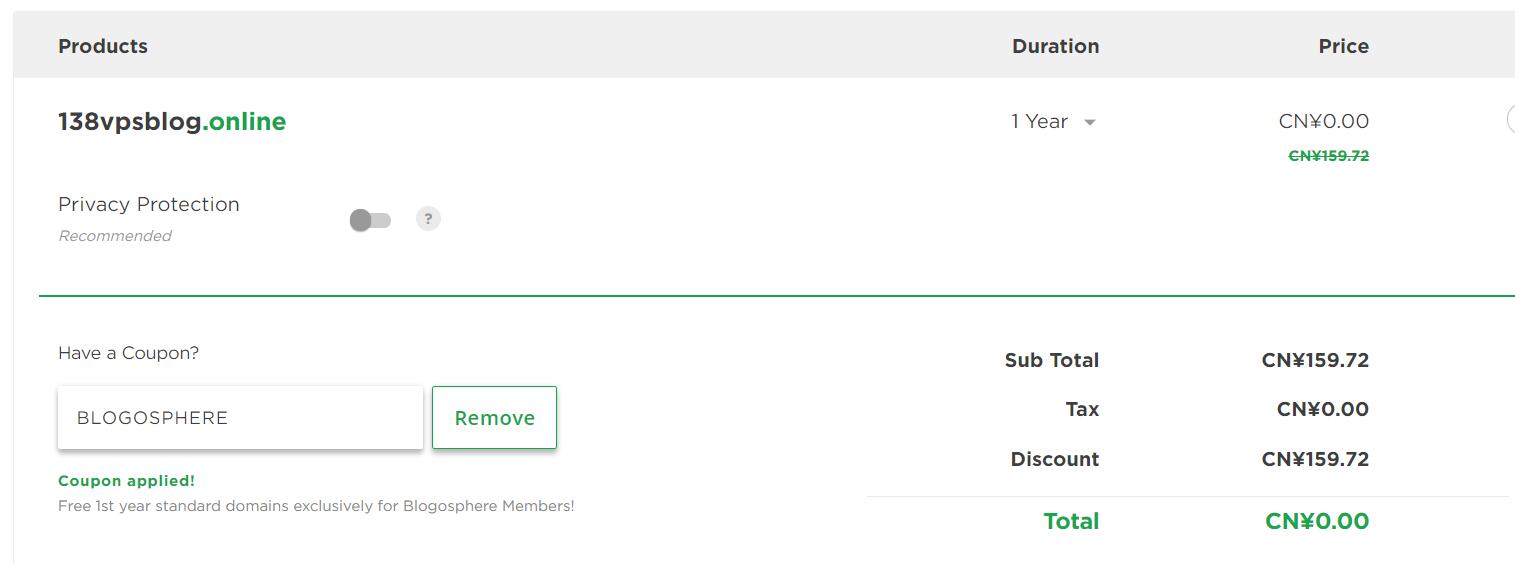 Products Duration Price
138vpsblog.online 1 Year CN¥0.00
CN¥159.72
Privacy Protection
?
Recommended
Have a Coupon?
Sub Total CN¥159.72
BLOGOSPHERE Remove
Tax CN¥0.00
Discount CN¥159.72
Coupon applied!
Free 1st year standard domains exclusively for Blogosphere Members!
Total CN¥0.00